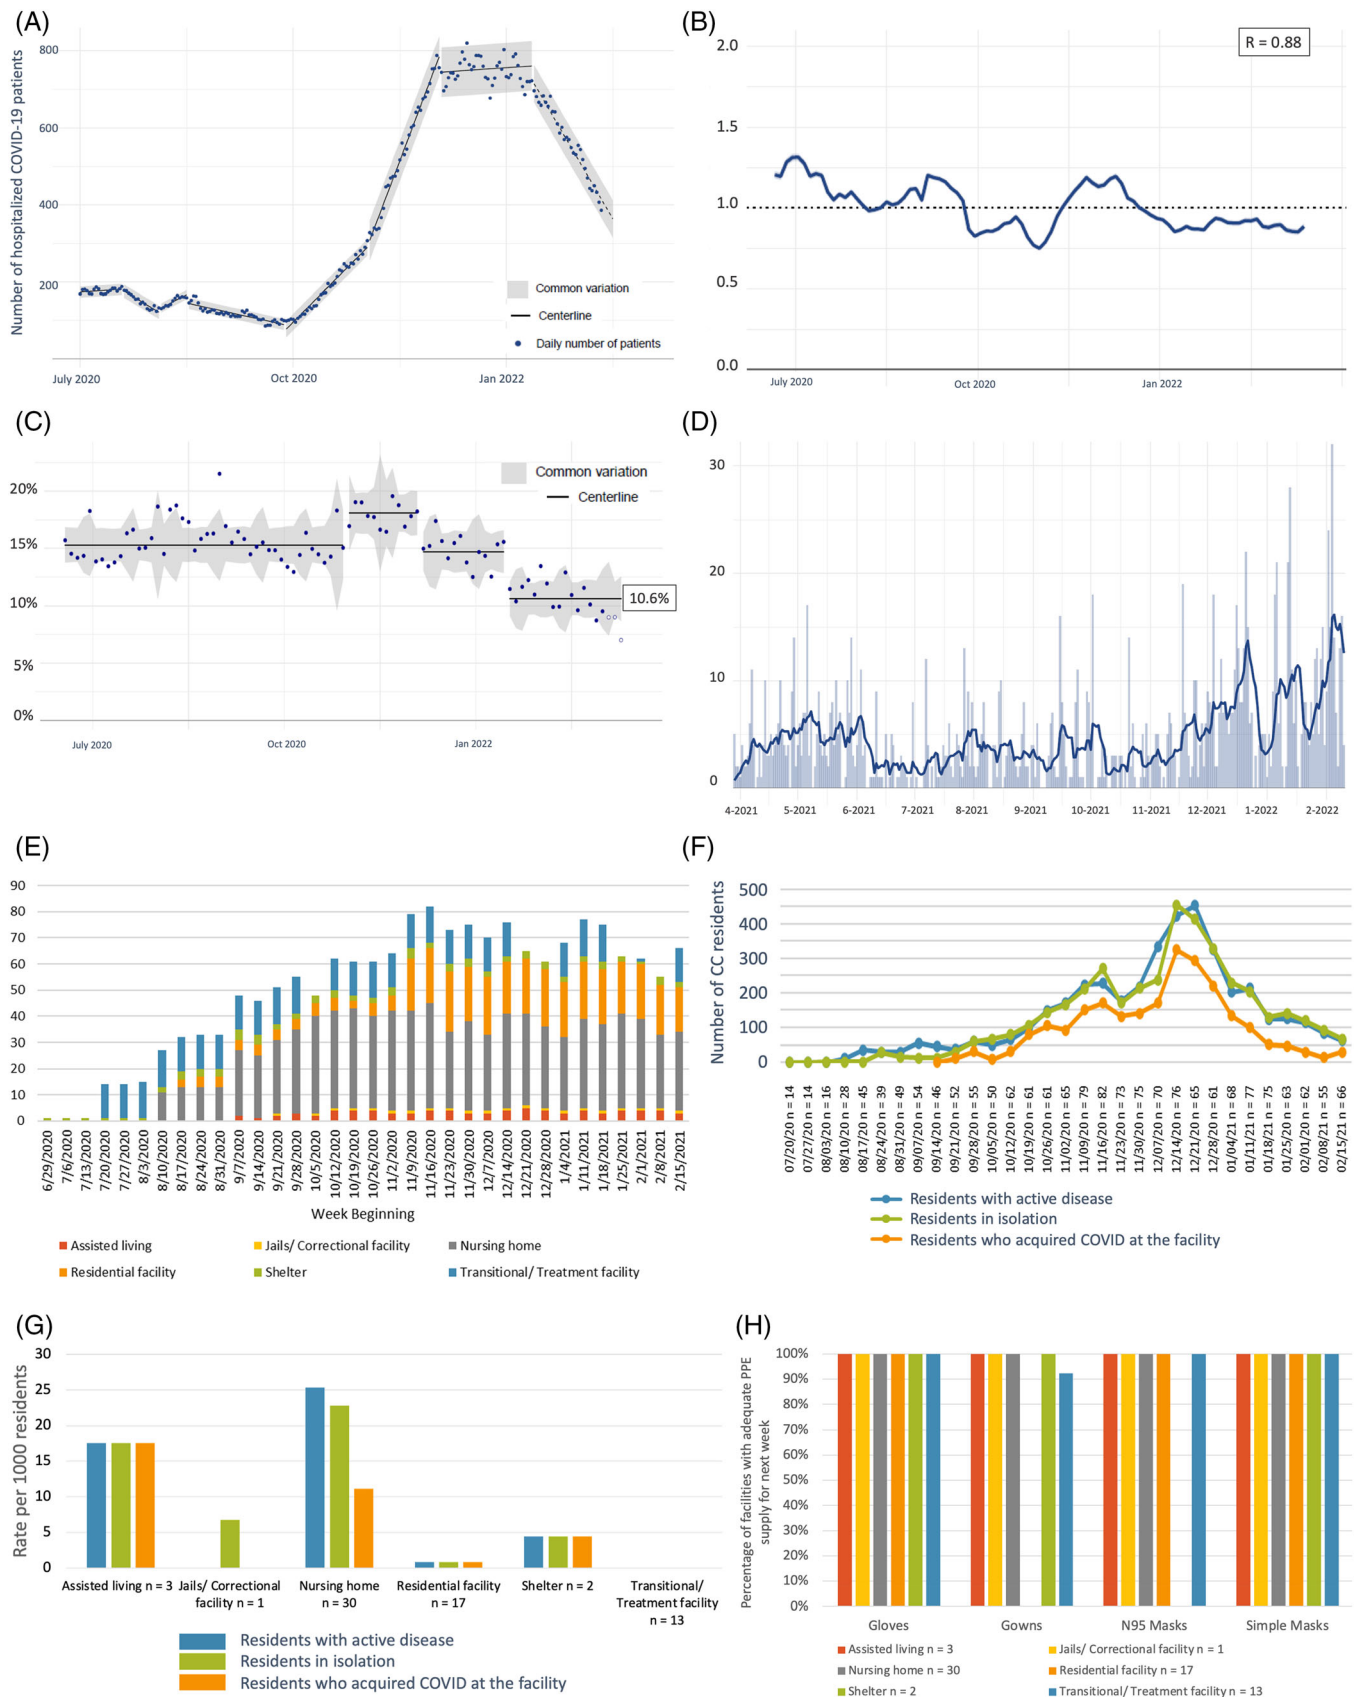 (A)
Number of hospitalized COVID-19 patients
800
600
400
200
Common variation
Centerline
Daily number of patients
July 2020
Oct 2020
Jan 2022
(B)
R = 0.88
2.0
1.5
1.0
0.5
0.0
July 2020
Oct 2020
Jan 2022
(C)
20%
15%
10%
5%
0%
Common variation
Centerline
10.6%
July 2020
Oct 2020
Jan 2022
(D)
30
20
10
0
4-2021
5-2021
6-2021
7-2021
8-2021
9-2021
10-2021
11-2021
12-2021
1-2022
2-2022
(E)
90
80
70
60
50
40
30
20
10
0
6/29/2020
7/6/2020
7/13/2020
7/20/2020
7/27/2020
8/3/2020
8/10/2020
8/17/2020
8/24/2020
8/31/2020
9/7/2020
9/14/2020
9/21/2020
9/28/2020
10/5/2020
10/12/2020
10/19/2020
10/26/2020
11/2/2020
11/9/2020
11/16/2020
11/23/2020
11/30/2020
12/7/2020
12/14/2020
12/21/2020
12/28/2020
1/4/2021
1/11/2021
1/18/2021
1/25/2021
2/1/2021
2/8/2021
2/15/2021
Week Beginning
Assisted living
Jails/ Correctional facility
Nursing home
Residential facility
Shelter
Transitional/ Treatment facility
(F)
Number of CC residents
500
400
300
200
100
0
07/20/20 n = 14
07/27/20 n = 14
08/03/20 n = 16
08/10/20 n = 28
08/17/20 n = 45
08/24/20 n = 39
08/31/20 n = 49
09/07/20 n = 54
09/14/20 n = 46
09/21/20 n = 52
09/28/20 n = 55
10/05/20 n = 50
10/12/20 n = 62
10/19/20 n = 61
10/26/20 n = 61
11/02/20 n = 65
11/09/20 n = 79
11/16/20 n = 82
11/23/20 n = 73
11/30/20 n = 75
12/07/20 n = 70
12/14/20 n = 76
12/21/20 n = 65
12/28/20 n = 61
01/04/21 n = 68
01/11/21 n = 77
01/18/21 n = 75
01/25/20 n = 63
02/01/20 n = 62
02/08/21 n = 55
02/15/21 n = 66
Residents with active disease
Residents in isolation
Residents who acquired COVID at the facility
(G)
Rate per 1000 residents
30
25
20
15
10
5
0
Assisted living n = 3
Jails/ Correctional
facility n = 1
Nursing home
n = 30
Residential facility
n = 17
Shelter n = 2
Transitional/
Treatment facility
n = 13
Residents with active disease
Residents in isolation
Residents who acquired COVID at the facility
(H)
Percentage of facilities with adequate PPE
supply for next week
100%
90%
80%
70%
60%
50%
40%
30%
20%
10%
0%
Gloves
Gowns
N95 Masks
Simple Masks
Assisted living n = 3
Jails/ Correctional facility n = 1
Nursing home n = 30
Residential facility n = 17
Shelter n = 2
Transitional/ Treatment facility n = 13